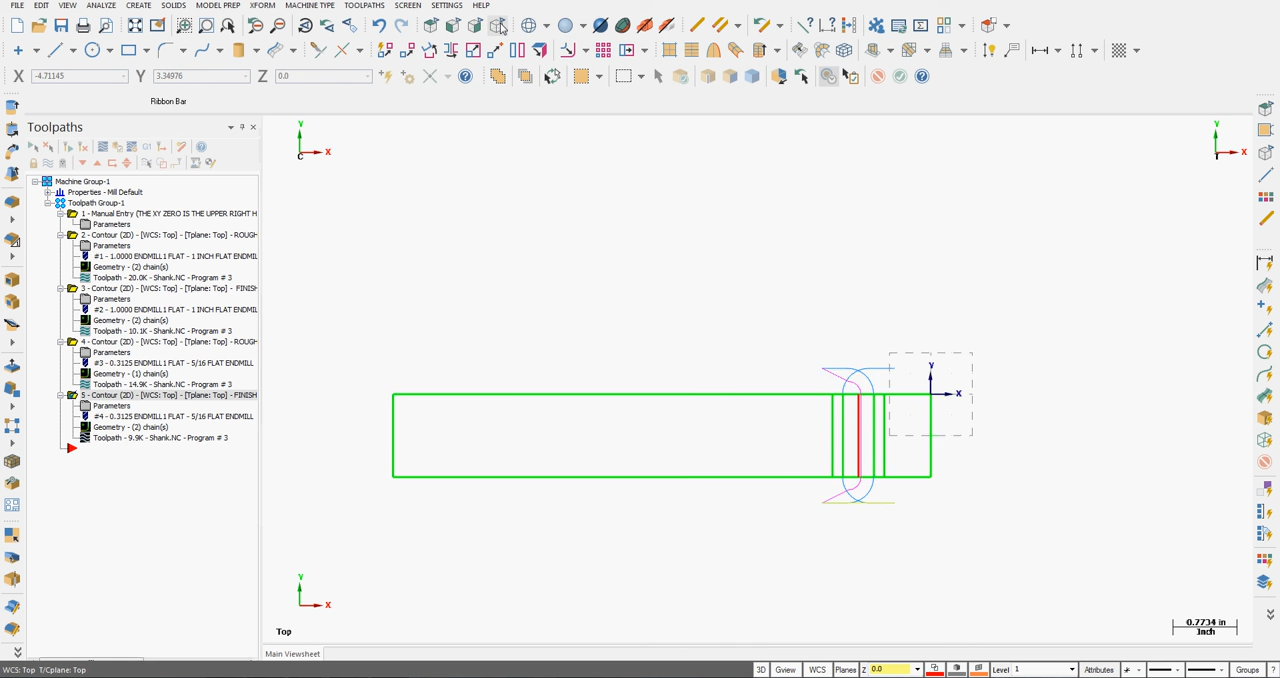 FILE EDIT VIEW ANALYZE CREATE SOLIDS MODEL PREP XFORM MACHINE TYPE TOOLPATHS SCREEN SETTINGS HELP
X -4.71145 Y 3.34976 Z 0.0
Ribbon Bar
Toolpaths
G1
Machine Group-1
Properties - Mill Default
Toolpath Group-1
1 - Manual Entry (THE XY ZERO IS THE UPPER RIGHT H
Parameters
2 - Contour (2D) - [WCS: Top] - [Tplane: Top] - ROUG
Parameters
#1 - 1.0000 ENDMILL1 FLAT - 1 INCH FLAT ENDMIL
Geometry - (2) chain(s)
Toolpath - 20.0K - Shank.NC - Program # 3
3 - Contour (2D) - [WCS: Top] - [Tplane: Top] - FINISH
Parameters
#2 - 1.0000 ENDMILL1 FLAT - 1 INCH FLAT ENDMIL
Geometry - (2) chain(s)
Toolpath - 10.1K - Shank.NC - Program # 3
4 - Contour (2D) - [WCS: Top] - [Tplane: Top] - ROUGH
Parameters
#3 - 0.3125 ENDMILL1 FLAT - 5/16 FLAT ENDMILL
Geometry - (1) chain(s)
Toolpath - 14.9K - Shank.NC - Program # 3
5 - Contour (2D) - [WCS: Top] - [Tplane: Top] - FINISH
Parameters
#4 - 0.3125 ENDMILL1 FLAT - 5/16 FLAT ENDMILL
Geometry - (2) chain(s)
Toolpath - 9.9K - Shank.NC - Program # 3
Y
X
C
Y
X
T
Y
X
Y
X
Top
0.7734 in
Inch
Main Viewsheet
WCS: Top T/Cplane: Top
3D Gview WCS Planes Z 0.0 Level 1 Attributes Groups ?